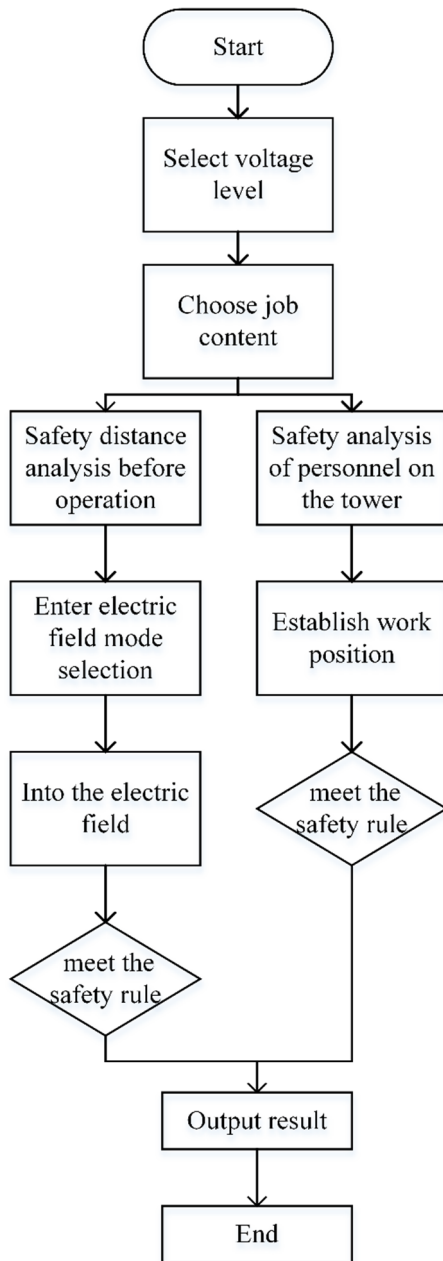 Start
Select voltage
level
Choose job
content
Safety distance
analysis before
operation
Enter electric
field mode
selection
Into the electric
field
meet the
safety rule
Safety analysis
of personnel on
the tower
Establish work
position
meet the
safety rule
Output result
End